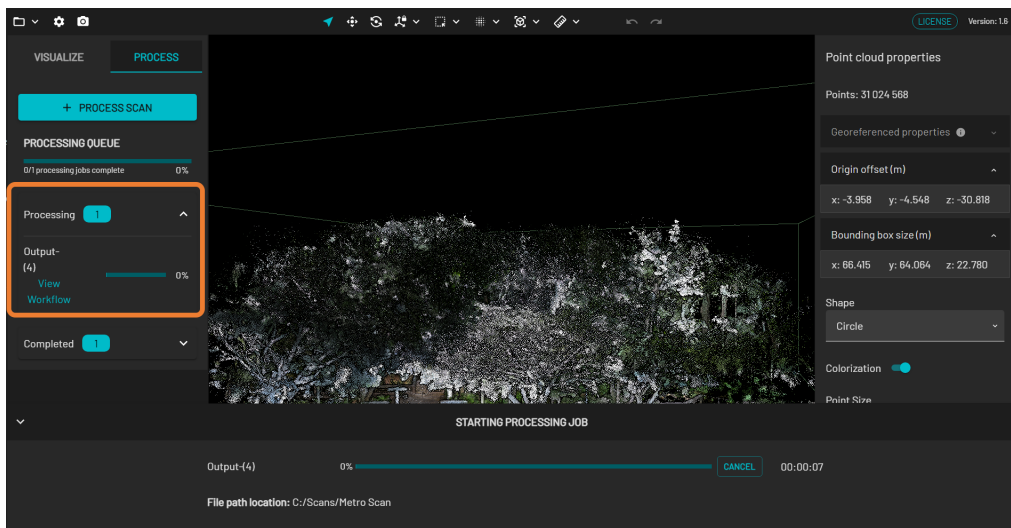 LICENSE Version: 1.6
VISUALIZE PROCESS
+ PROCESS SCAN
PROCESSING QUEUE
0/1 processing jobs complete 0%
Processing 1
Output-
(4)
View
Workflow
0%
Completed 1
Point cloud properties
Points: 31 024 568
Georeferenced properties
Origin offset (m)
x: -3.958 y: -4.548 z: -30.818
Bounding box size (m)
x: 66.415 y: 64.064 z: 22.780
Shape
Circle
Colorization
Point Size
STARTING PROCESSING JOB
Output-(4) 0% CANCEL 00:00:07
File path location: C:/Scans/Metro Scan